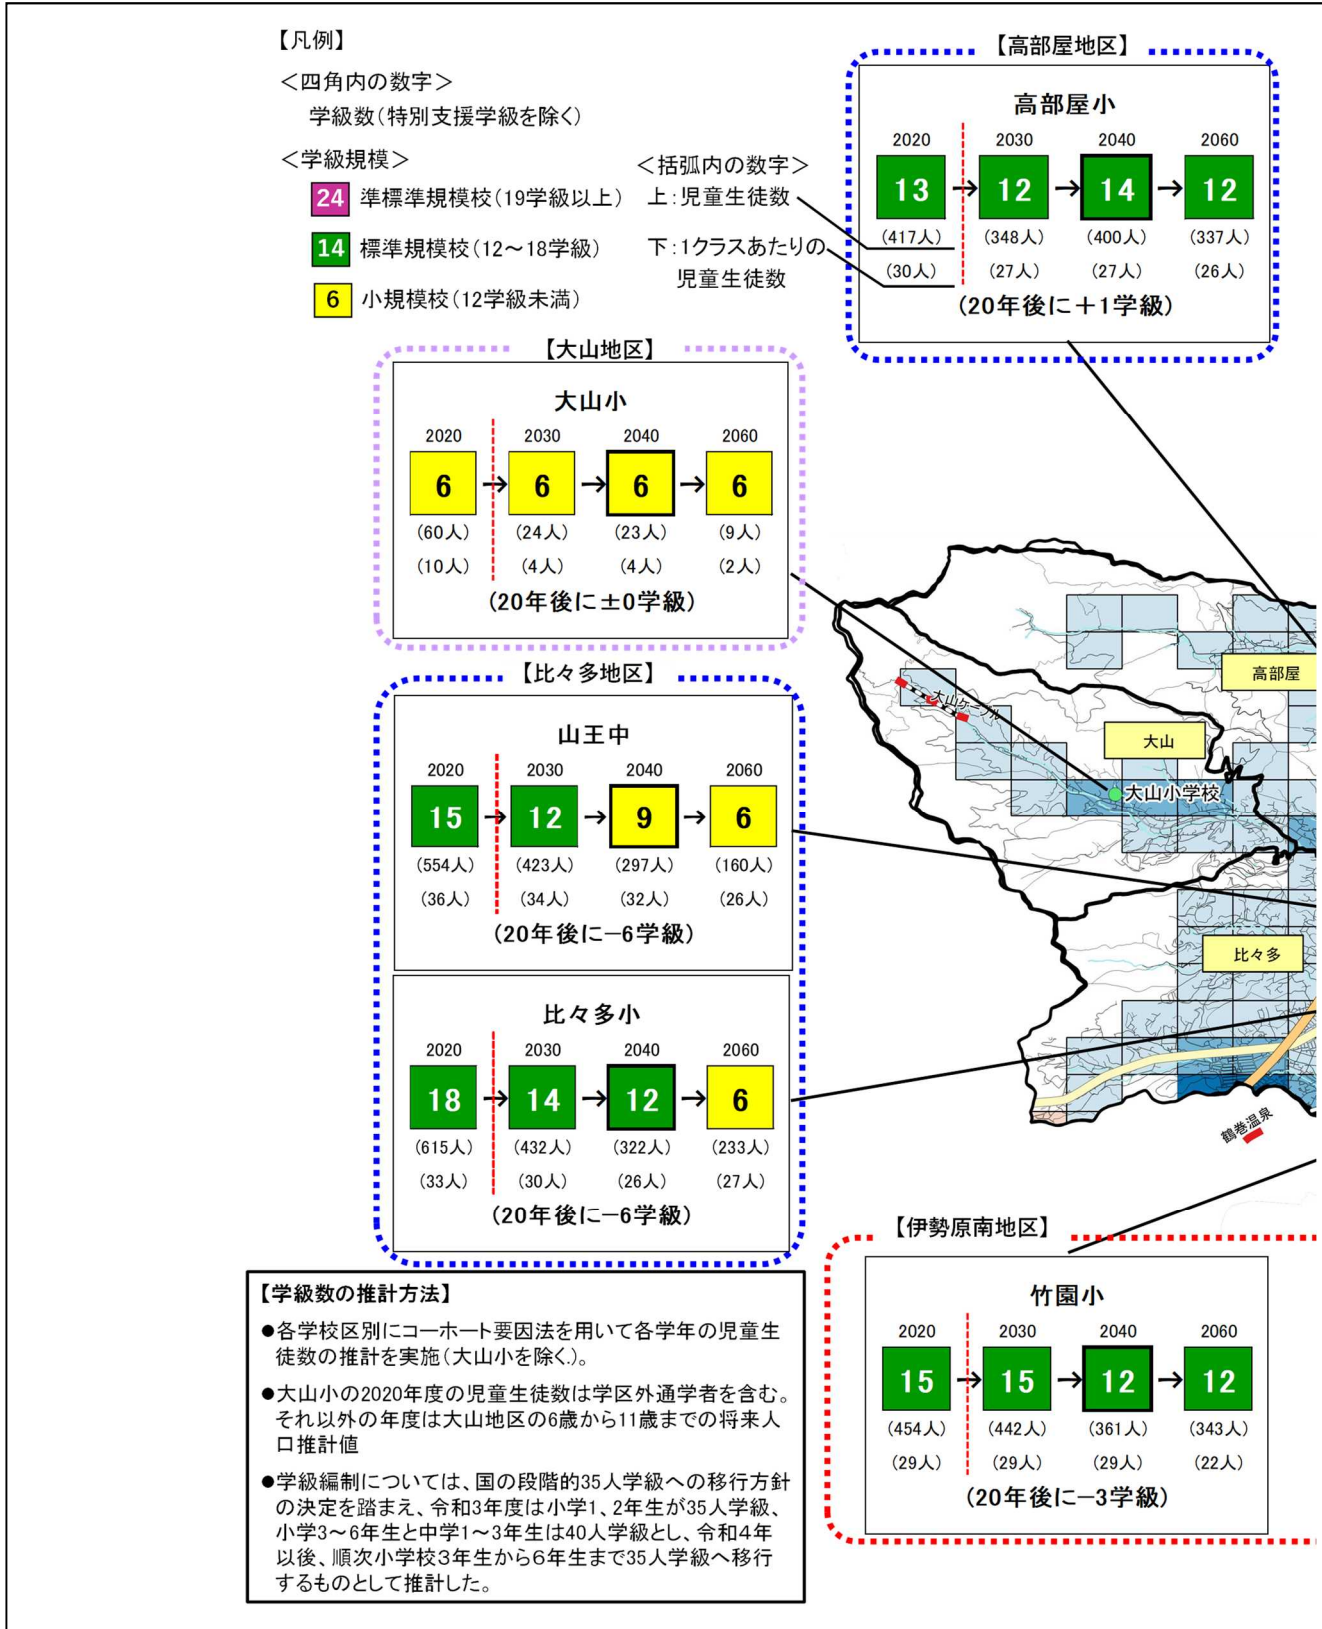 【凡例】
＜四角内の数字＞
学級数（特別支援学級を除く）
＜学級規模＞
24 準標準規模校（19学級以上）
14 標準規模校（12～18学級）
6 小規模校（12学級未満）
＜括弧内の数字＞
上：児童生徒数
下：1クラスあたりの
児童生徒数
【高部屋地区】
高部屋小
2020 2030 2040 2060
13 → 12 → 14 → 12
（417人） （348人） （400人） （337人）
（30人） （27人） （27人） （26人）
（20年後に＋1学級）
【大山地区】
大山小
2020 2030 2040 2060
6 → 6 → 6 → 6
（60人） （24人） （23人） （9人）
（10人） （4人） （4人） （2人）
（20年後に±0学級）
【比々多地区】
山王中
2020 2030 2040 2060
15 → 12 → 9 → 6
（554人） （423人） （297人） （160人）
（36人） （34人） （32人） （26人）
（20年後に－6学級）
比々多小
2020 2030 2040 2060
18 → 14 → 12 → 6
（615人） （432人） （322人） （233人）
（33人） （30人） （26人） （27人）
（20年後に－6学級）
高部屋
大山ケーブル
大山
大山小学校
比々多
鶴巻温泉
【伊勢原南地区】
竹園小
2020 2030 2040 2060
15 → 15 → 12 → 12
（454人） （442人） （361人） （343人）
（29人） （29人） （29人） （22人）
（20年後に－3学級）
【学級数の推計方法】
●各学校区別にコーホート要因法を用いて各学年の児童生
徒数の推計を実施（大山小を除く.）。
●大山小の2020年度の児童生徒数は学区外通学者を含む。
それ以外の年度は大山地区の6歳から11歳までの将来人
口推計値
●学級編制については、国の段階的35人学級への移行方針
の決定を踏まえ、令和3年度は小学1、2年生が35人学級、
小学3～6年生と中学1～3年生は40人学級とし、令和４年
以後、順次小学校３年生から６年生まで35人学級へ移行
するものとして推計した。